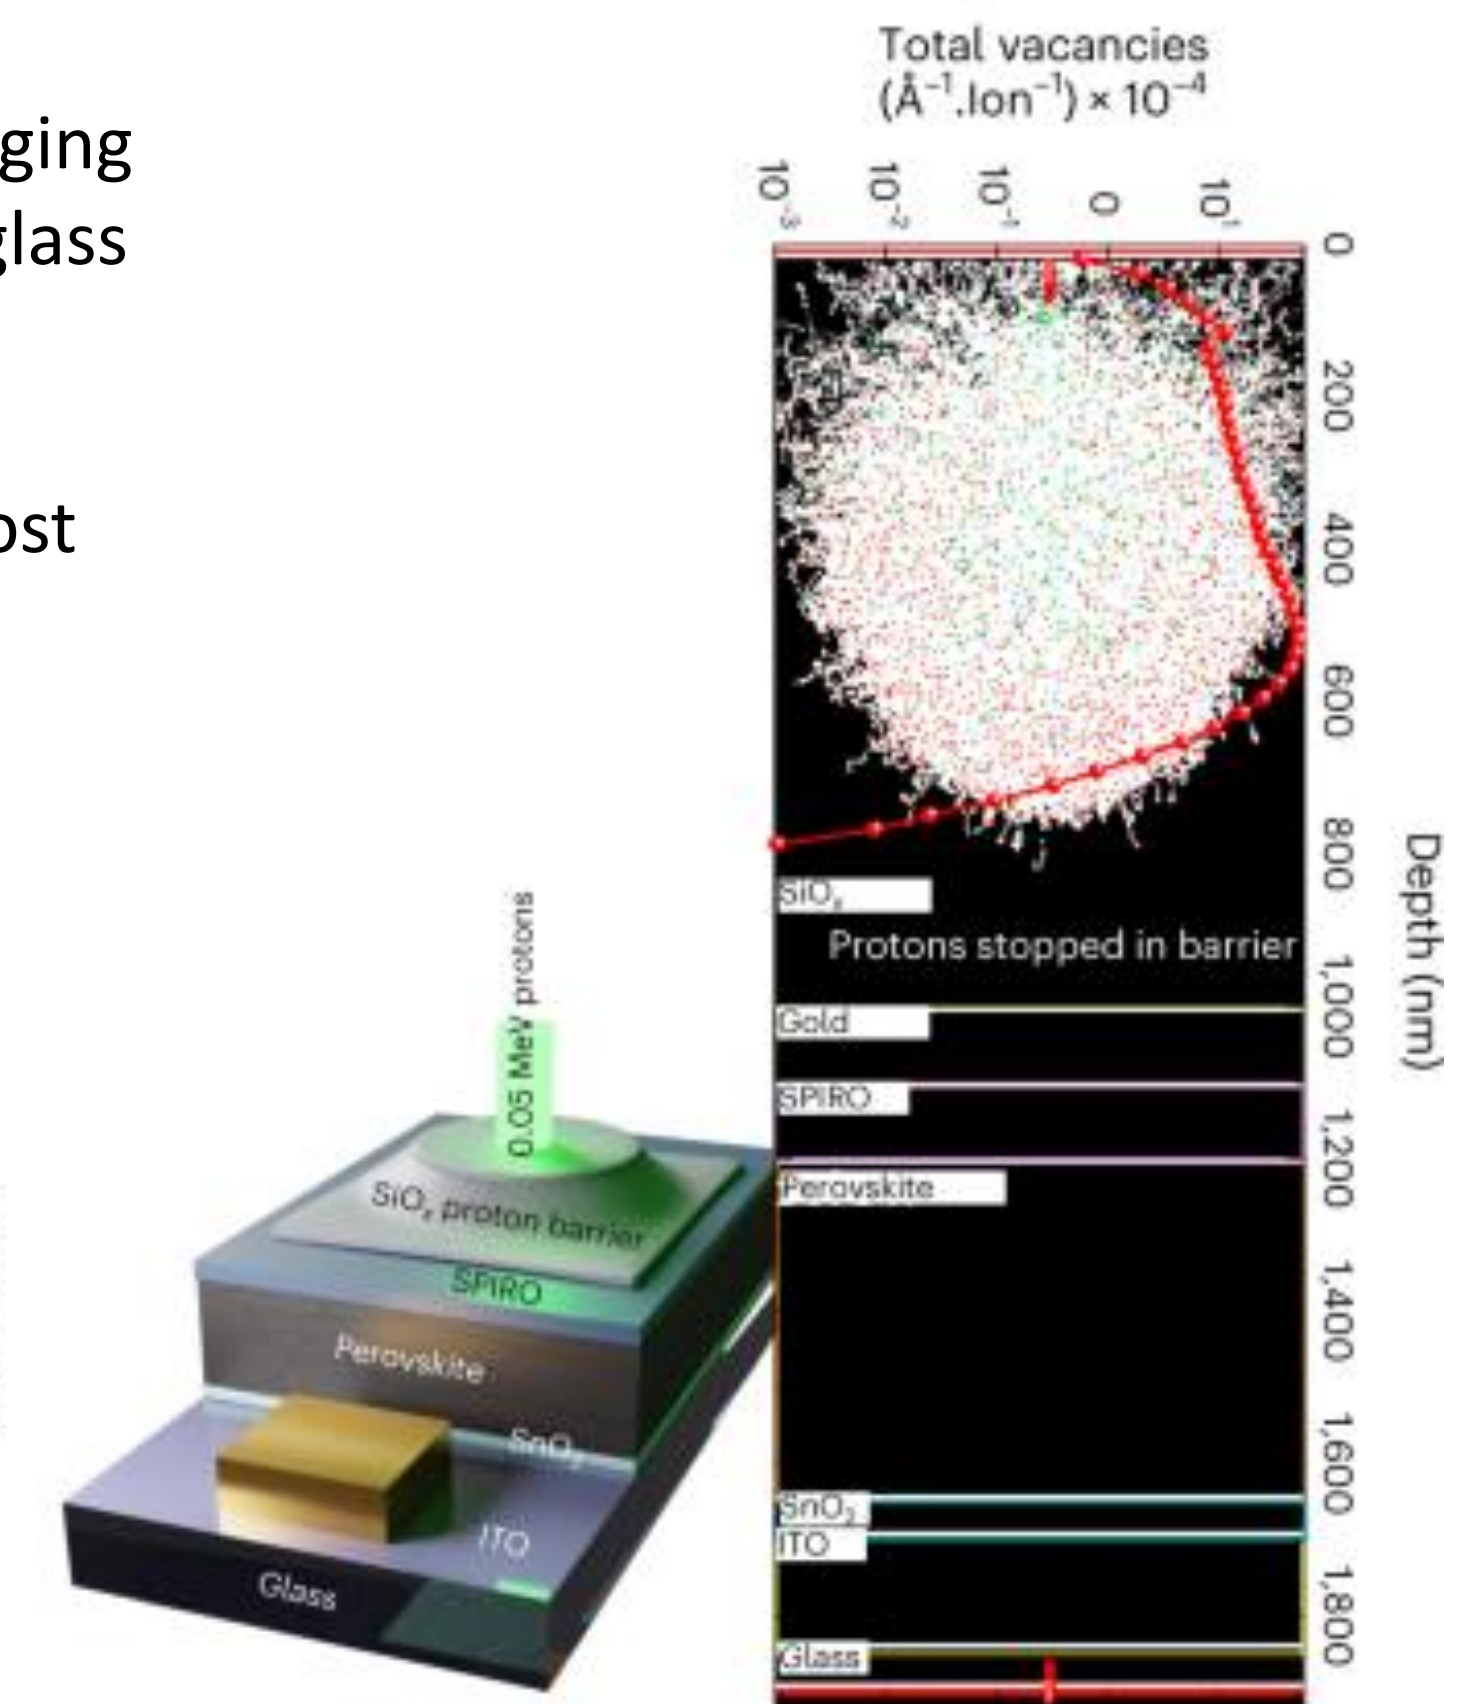 ging
glass
ost
Total vacancies
(Å⁻¹.Ion⁻¹) × 10⁻⁴
10⁻³ 10⁻² 10⁻¹ 0 10¹
0
200
400
600
800
1,000
1,200
1,400
1,600
1,800
Depth (nm)
SiOₓ
Protons stopped in barrier
Gold
SPIRO
Perovskite
SnO₂
ITO
Glass
0.05 MeV protons
SiOₓ proton barrier
SPIRO
Perovskite
SnO₂
ITO
Glass